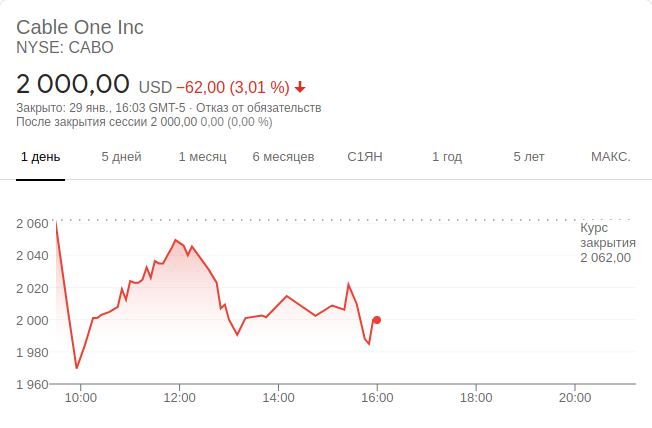 Cable One Inc
NYSE: CABO
2 000,00 USD −62,00 (3,01 %)
Закрыто: 29 янв., 16:03 GMT-5 · Отказ от обязательств
После закрытия сессии 2 000,00 0,00 (0,00 %)
1 день 5 дней 1 месяц 6 месяцев С1ЯН 1 год 5 лет МАКС.
2 060
Курс
закрытия
2 062,00
2 040
2 020
2 000
1 980
1 960
10:00 12:00 14:00 16:00 18:00 20:00